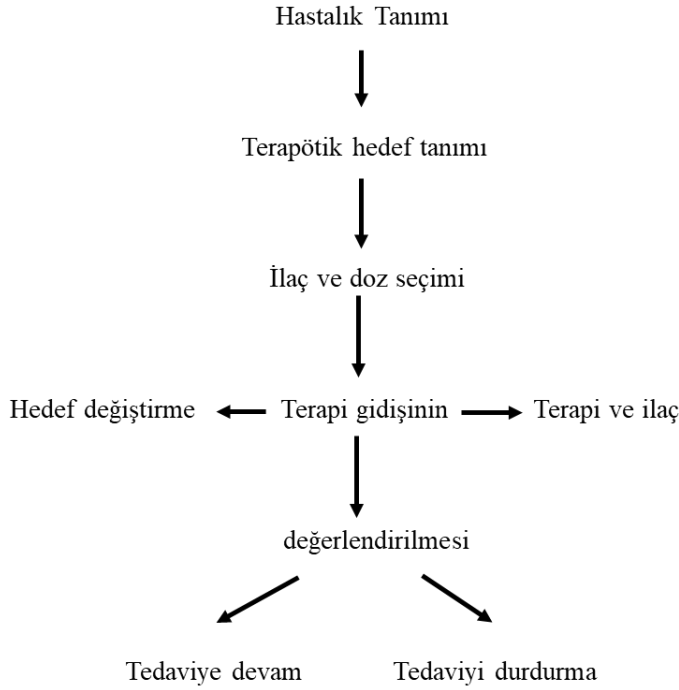 Hastalık Tanımı
Terapötik hedef tanımı
İlaç ve doz seçimi
Hedef değiştirme
Terapi gidişinin
Terapi ve ilaç
değerlendirilmesi
Tedaviye devam
Tedaviyi durdurma